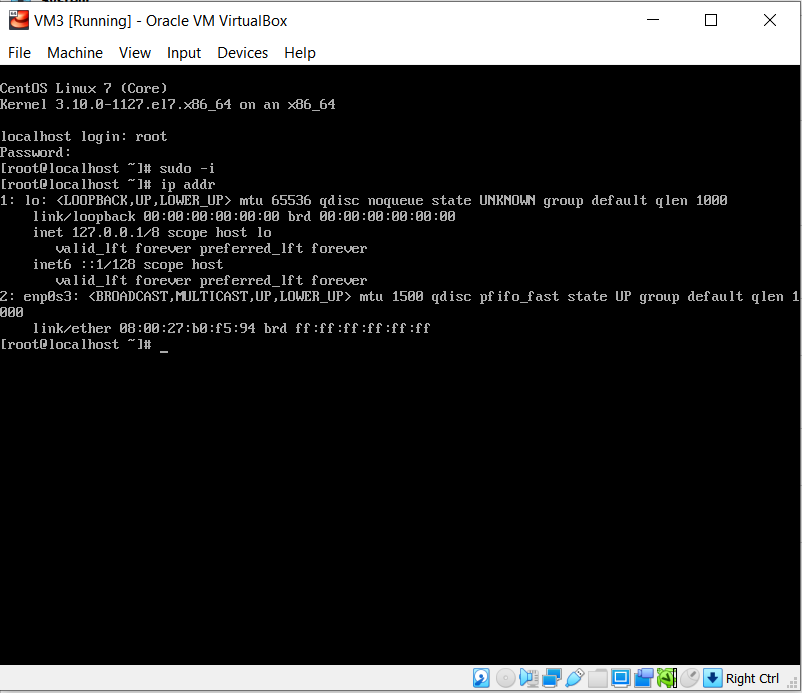 VM3 [Running] - Oracle VM VirtualBox
File Machine View Input Devices Help
CentOS Linux 7 (Core)
Kernel 3.10.0-1127.el7.x86_64 on an x86_64
localhost login: root
Password:
[root@localhost ~]# sudo -i
[root@localhost ~]# ip addr
1: lo: <LOOPBACK,UP,LOWER_UP> mtu 65536 qdisc noqueue state UNKNOWN group default qlen 1000
link/loopback 00:00:00:00:00:00 brd 00:00:00:00:00:00
inet 127.0.0.1/8 scope host lo
valid_lft forever preferred_lft forever
inet6 ::1/128 scope host
valid_lft forever preferred_lft forever
2: enp0s3: <BROADCAST,MULTICAST,UP,LOWER_UP> mtu 1500 qdisc pfifo_fast state UP group default qlen 1
000
link/ether 08:00:27:b0:f5:94 brd ff:ff:ff:ff:ff:ff
[root@localhost ~]# _
Right Ctrl